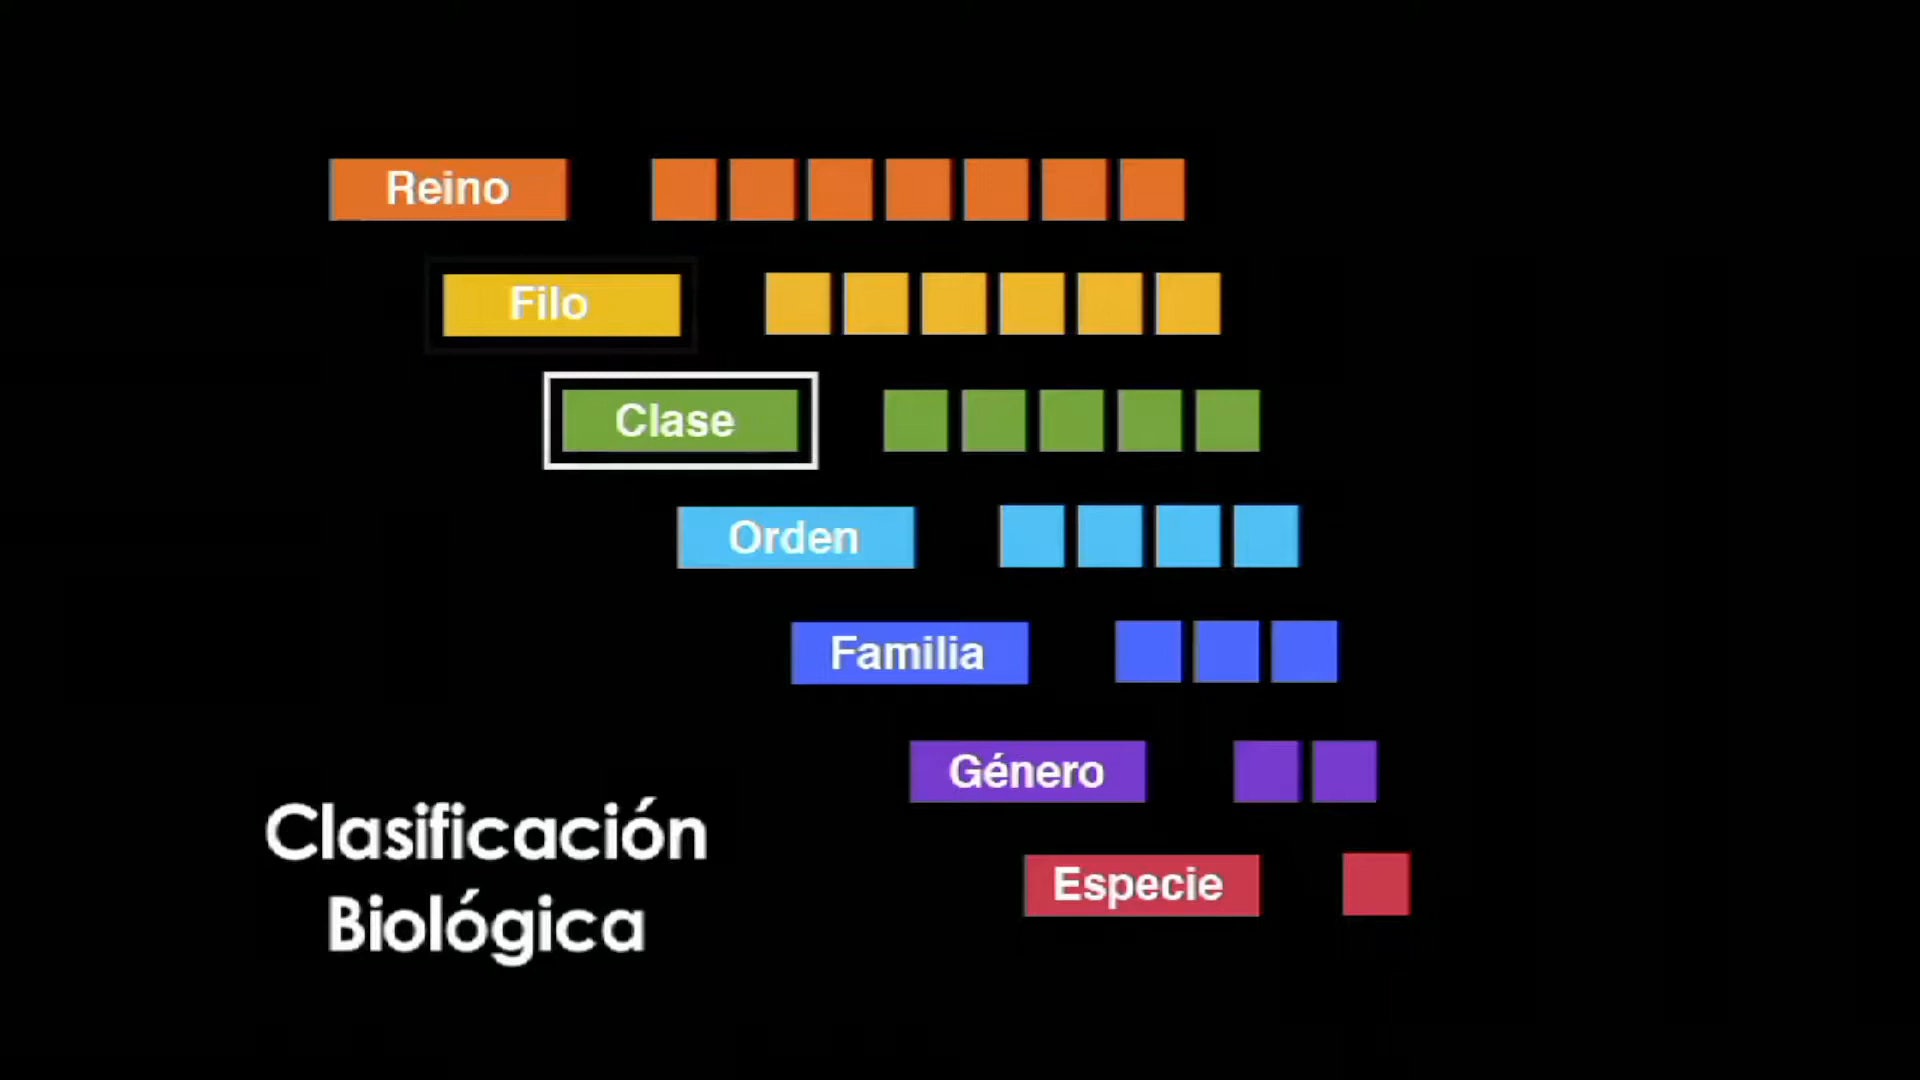 Reino
Filo
Clase
Orden
Familia
Género
Especie
Clasificación
Biológica